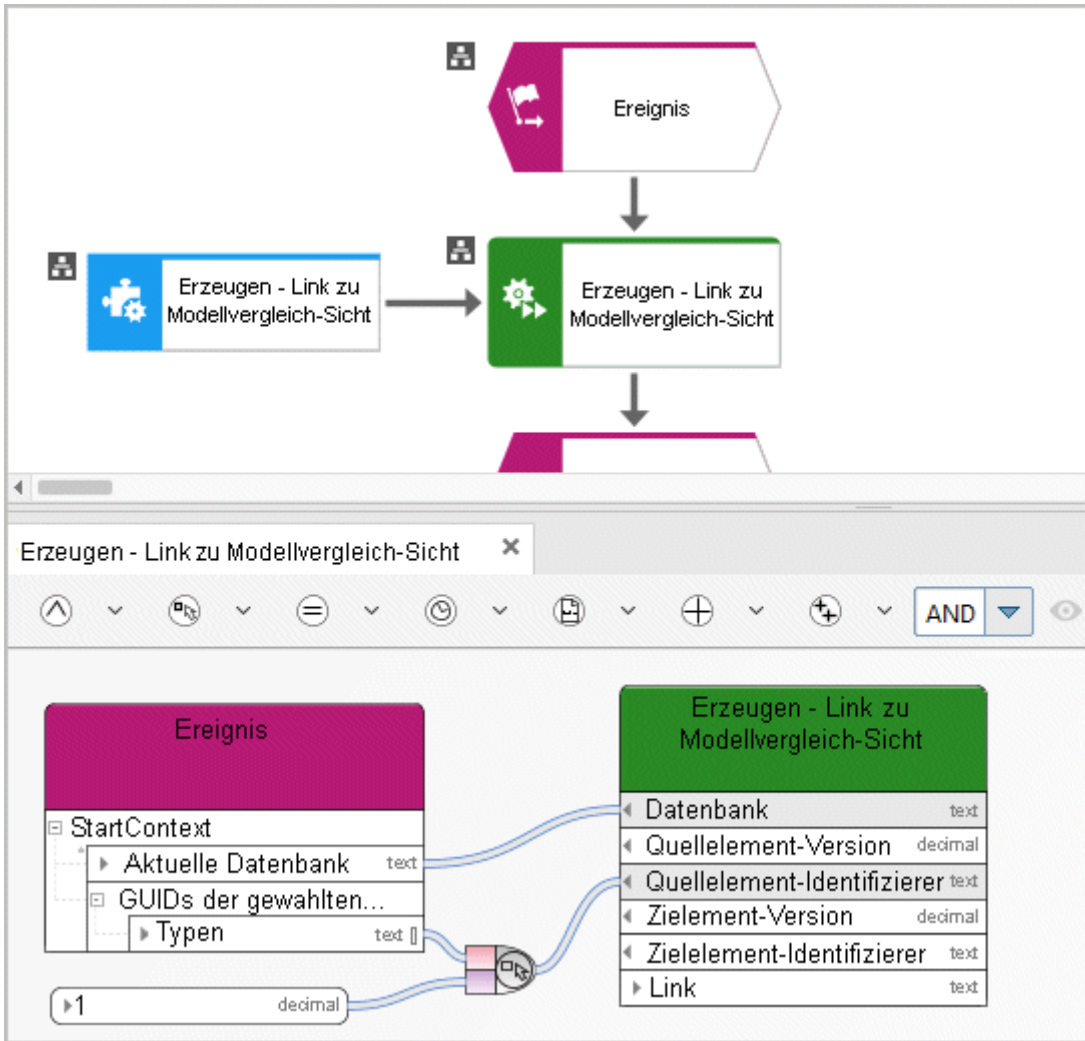 Ereignis
Erzeugen - Link zu
Modellvergleich-Sicht
Erzeugen - Link zu
Modellvergleich-Sicht
Erzeugen - Link zu Modellvergleich-Sicht
AND
Ereignis
StartContext
Aktuelle Datenbank text
GUIDs der gewahlten...
Typen text []
1 decimal
Erzeugen - Link zu
Modellvergleich-Sicht
Datenbank text
Quellelement-Version decimal
Quellelement-Identifizierer text
Zielement-Version decimal
Zielelement-Identifizierer text
Link text